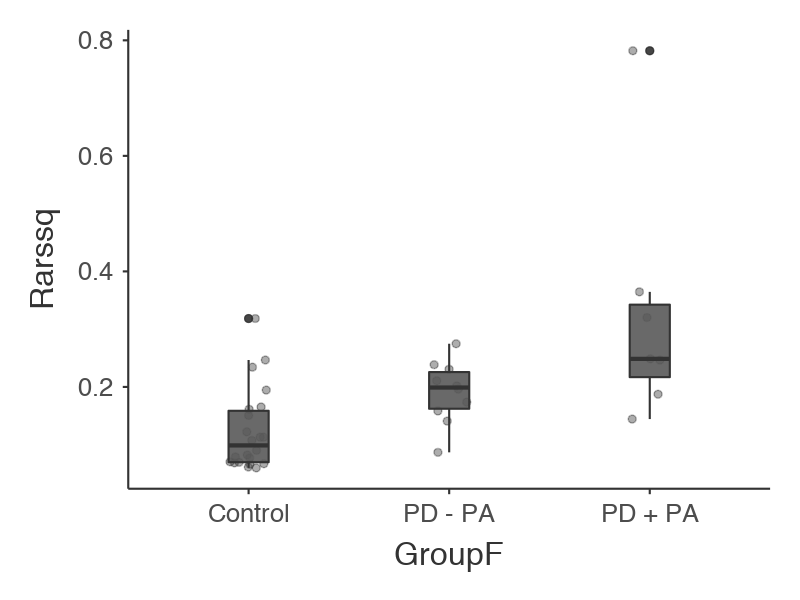 0.8
0.6
0.4
0.2
Rarssq
Control
PD - PA
PD + PA
GroupF